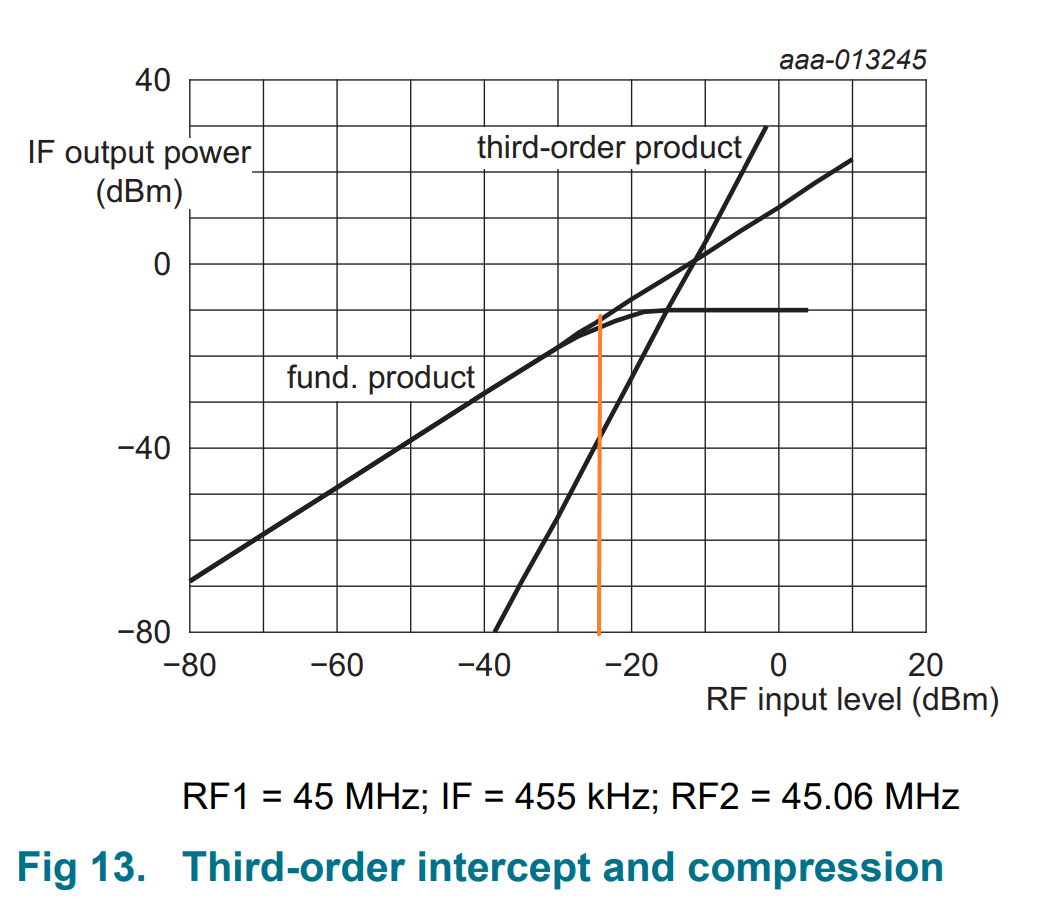 aaa-013245
40
IF output power
(dBm)
third-order product
0
fund. product
−40
−80
−80 −60 −40 −20 0 20
RF input level (dBm)
RF1 = 45 MHz; IF = 455 kHz; RF2 = 45.06 MHz
Fig 13. Third-order intercept and compression